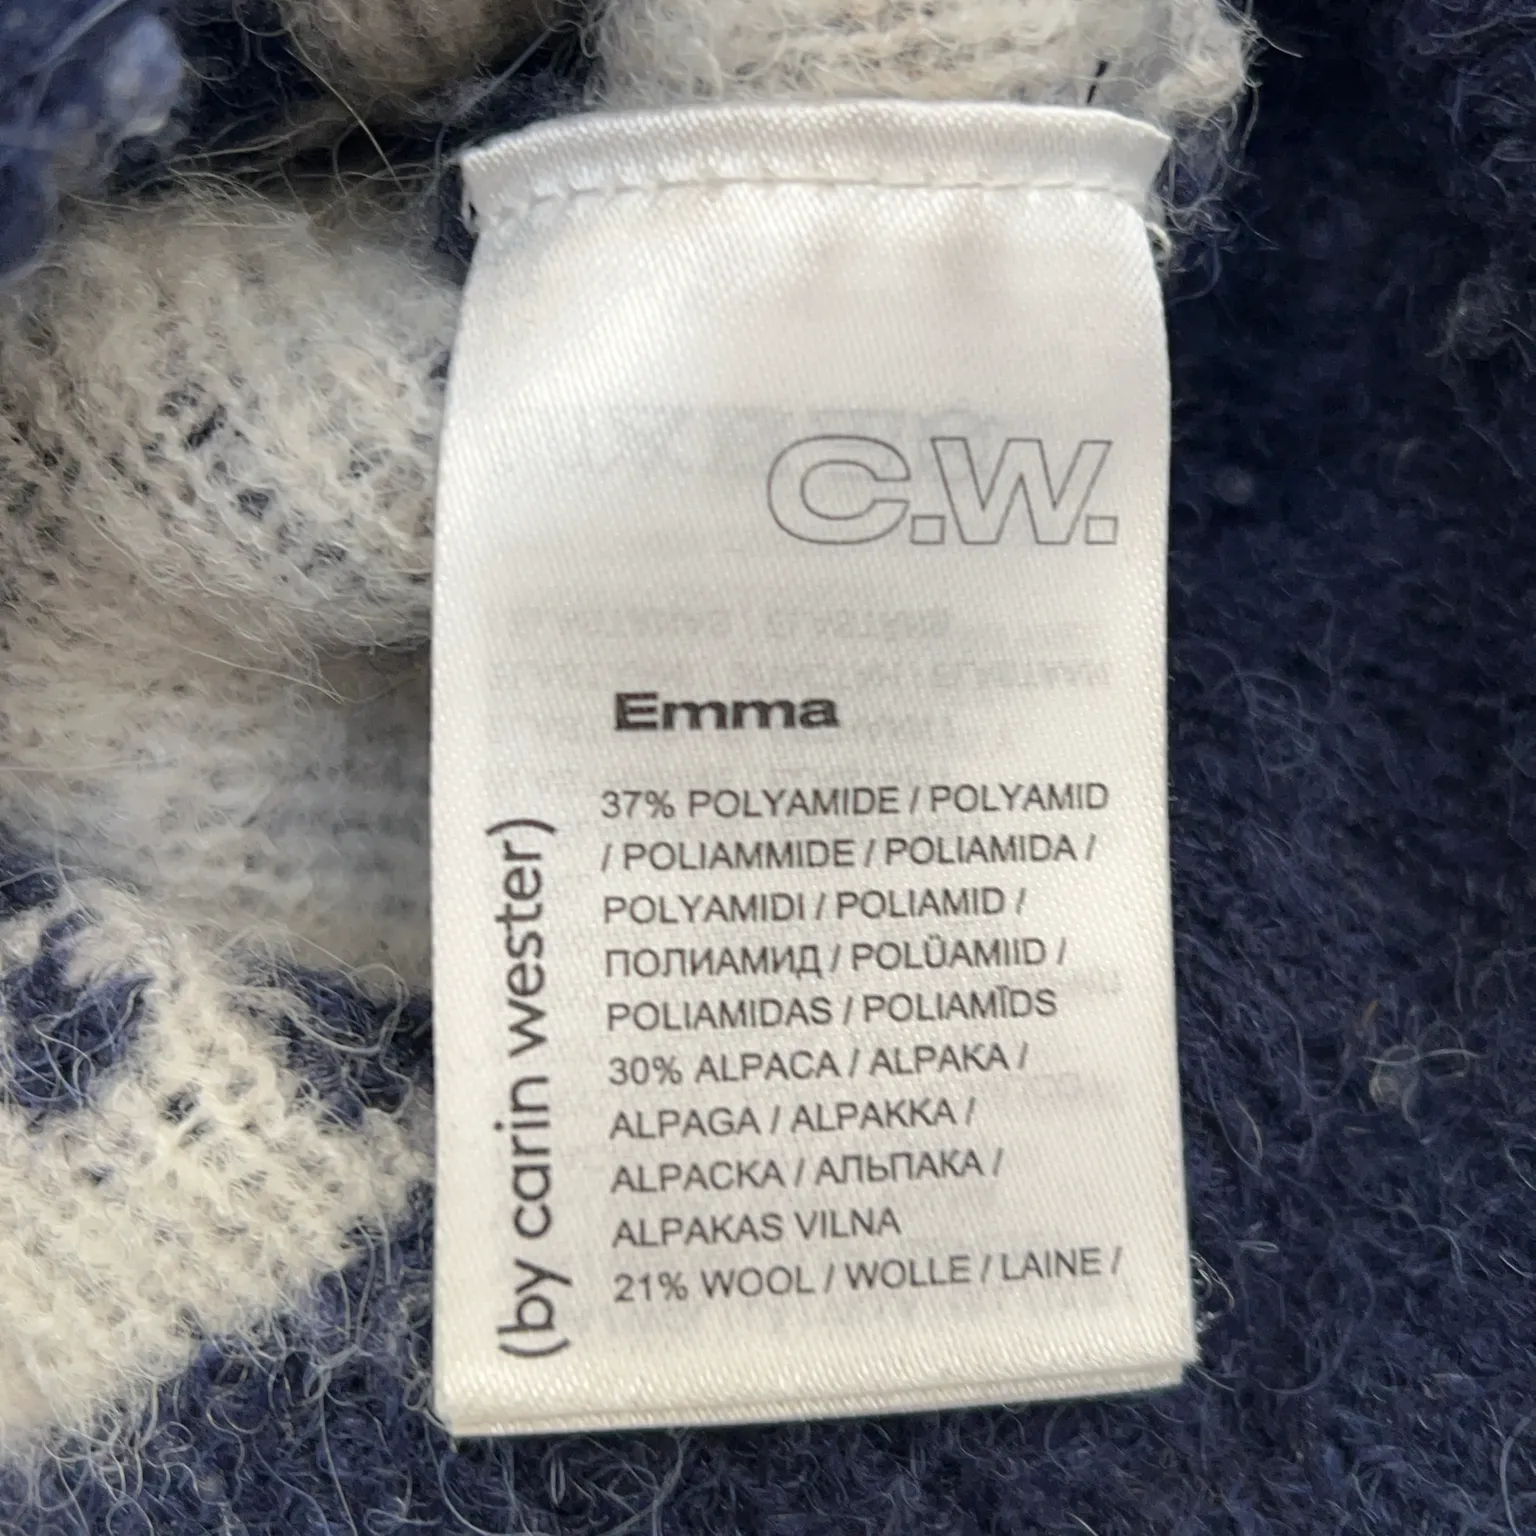 C.W.
Emma
(by carin wester)
37% POLYAMIDE / POLYAMID
/ POLIAMMIDE / POLIAMIDA /
POLYAMIDI / POLIAMID /
ПОЛИАМИД / POLÜAMIID /
POLIAMIDAS / POLIAMĪDS
30% ALPACA / ALPAKA /
ALPAGA / ALPAKKA /
ALPACKA / АЛЬПАКА /
ALPAKAS VILNA
21% WOOL / WOLLE / LAINE /